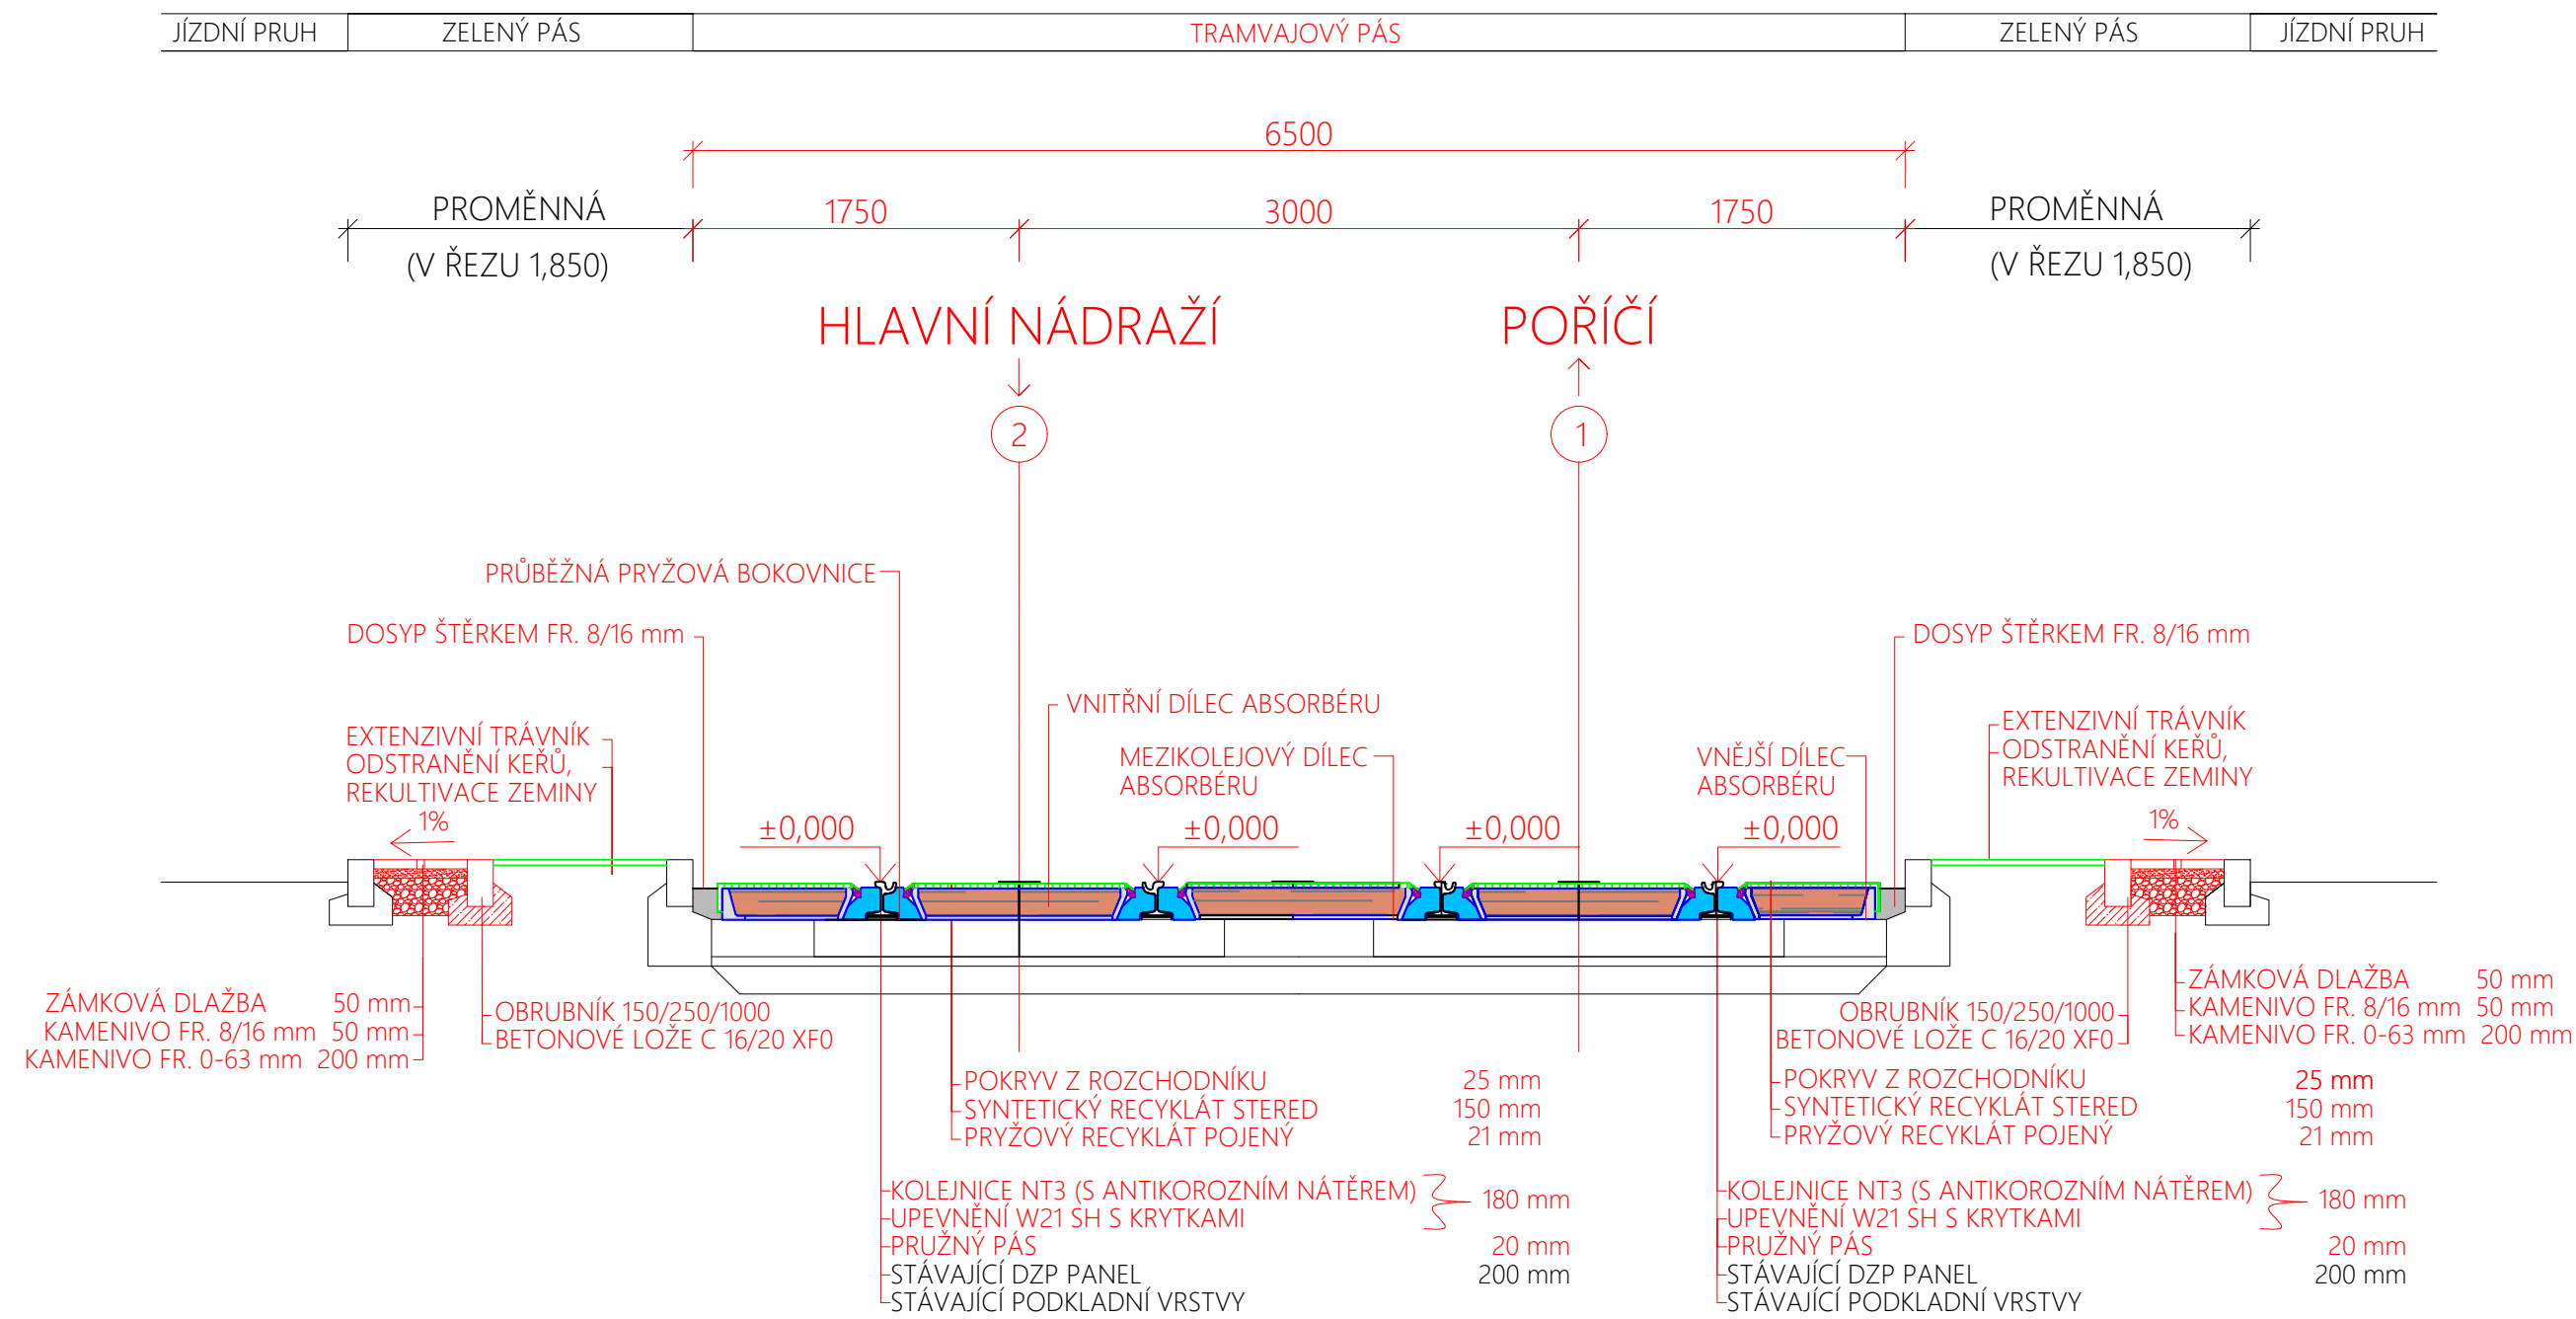 JÍZDNÍ PRUH
ZELENÝ PÁS
TRAMVAJOVÝ PÁS
ZELENÝ PÁS
JÍZDNÍ PRUH
6500
PROMĚNNÁ
1750
3000
1750
PROMĚNNÁ
(V ŘEZU 1,850)
(V ŘEZU 1,850)
HLAVNÍ NÁDRAŽÍ
POŘÍČÍ
2
1
PRŮBĚŽNÁ PRYŽOVÁ BOKOVNICE
DOSYP ŠTĚRKEM FR. 8/16 mm
DOSYP ŠTĚRKEM FR. 8/16 mm
VNITŘNÍ DÍLEC ABSORBÉRU
EXTENZIVNÍ TRÁVNÍK
ODSTRANĚNÍ KEŘŮ,
REKULTIVACE ZEMINY
MEZIKOLEJOVÝ DÍLEC
ABSORBÉRU
VNĚJŠÍ DÍLEC
ABSORBÉRU
EXTENZIVNÍ TRÁVNÍK
ODSTRANĚNÍ KEŘŮ,
REKULTIVACE ZEMINY
1%
±0,000
±0,000
±0,000
±0,000
1%
ZÁMKOVÁ DLAŽBA 50 mm
KAMENIVO FR. 8/16 mm 50 mm
KAMENIVO FR. 0-63 mm 200 mm
OBRUBNÍK 150/250/1000
BETONOVÉ LOŽE C 16/20 XF0
OBRUBNÍK 150/250/1000
BETONOVÉ LOŽE C 16/20 XF0
ZÁMKOVÁ DLAŽBA 50 mm
KAMENIVO FR. 8/16 mm 50 mm
KAMENIVO FR. 0-63 mm 200 mm
POKRYV Z ROZCHODNÍKU 25 mm
SYNTETICKÝ RECYKLÁT STERED 150 mm
PRYŽOVÝ RECYKLÁT POJENÝ 21 mm
POKRYV Z ROZCHODNÍKU 25 mm
SYNTETICKÝ RECYKLÁT STERED 150 mm
PRYŽOVÝ RECYKLÁT POJENÝ 21 mm
KOLEJNICE NT3 (S ANTIKOROZNÍM NÁTĚREM)
UPEVNĚNÍ W21 SH S KRYTKAMI
180 mm
PRUŽNÝ PÁS 20 mm
STÁVAJÍCÍ DZP PANEL 200 mm
STÁVAJÍCÍ PODKLADNÍ VRSTVY
KOLEJNICE NT3 (S ANTIKOROZNÍM NÁTĚREM)
UPEVNĚNÍ W21 SH S KRYTKAMI
180 mm
PRUŽNÝ PÁS 20 mm
STÁVAJÍCÍ DZP PANEL 200 mm
STÁVAJÍCÍ PODKLADNÍ VRSTVY